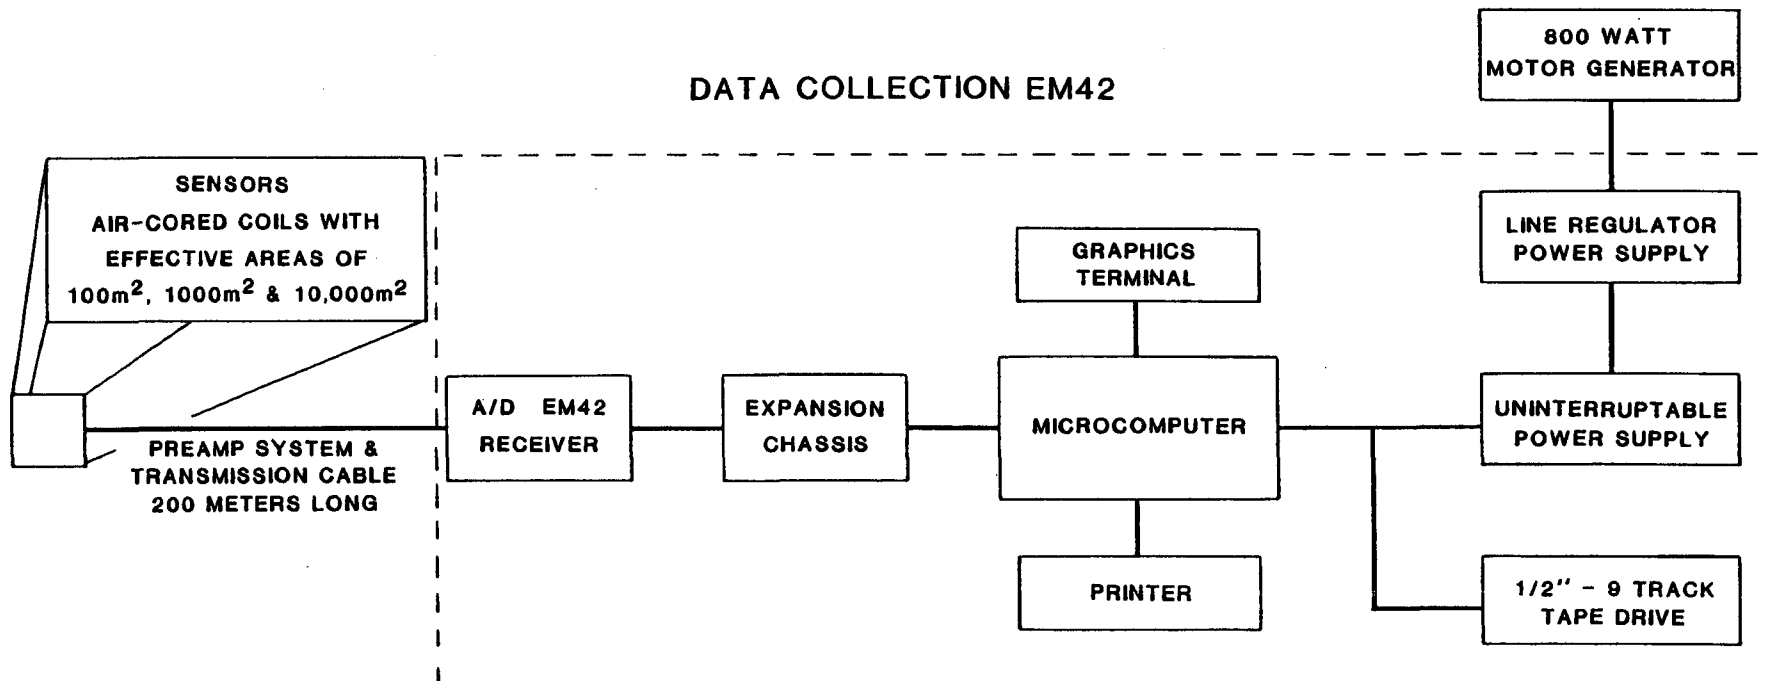 DATA COLLECTION EM42
800 WATT
MOTOR GENERATOR
SENSORS
AIR-CORED COILS WITH
EFFECTIVE AREAS OF
100m², 1000m² & 10,000m²
LINE REGULATOR
POWER SUPPLY
GRAPHICS
TERMINAL
A/D EM42
RECEIVER
EXPANSION
CHASSIS
MICROCOMPUTER
UNINTERRUPTABLE
POWER SUPPLY
PREAMP SYSTEM &
TRANSMISSION CABLE
200 METERS LONG
PRINTER
1/2" - 9 TRACK
TAPE DRIVE